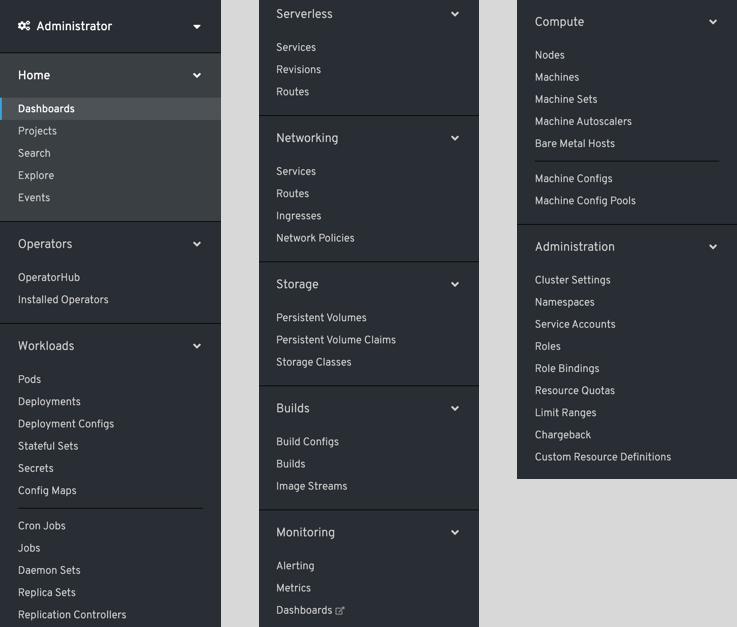 Administrator
Home
Dashboards
Projects
Search
Explore
Events
Operators
OperatorHub
Installed Operators
Workloads
Pods
Deployments
Deployment Configs
Stateful Sets
Secrets
Config Maps
Cron Jobs
Jobs
Daemon Sets
Replica Sets
Replication Controllers
Serverless
Services
Revisions
Routes
Networking
Services
Routes
Ingresses
Network Policies
Storage
Persistent Volumes
Persistent Volume Claims
Storage Classes
Builds
Build Configs
Builds
Image Streams
Monitoring
Alerting
Metrics
Dashboards
Compute
Nodes
Machines
Machine Sets
Machine Autoscalers
Bare Metal Hosts
Machine Configs
Machine Config Pools
Administration
Cluster Settings
Namespaces
Service Accounts
Roles
Role Bindings
Resource Quotas
Limit Ranges
Chargeback
Custom Resource Definitions